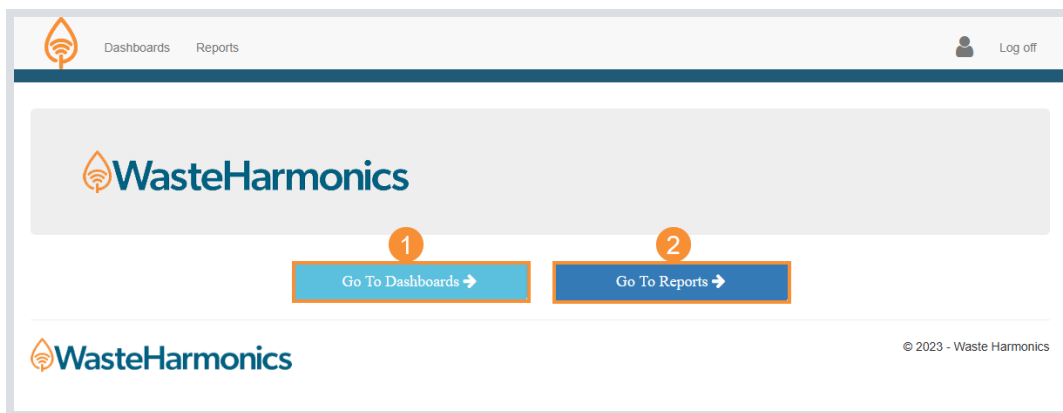 Dashboards Reports Log off
WasteHarmonics
1 2
Go To Dashboards Go To Reports
WasteHarmonics © 2023 - Waste Harmonics